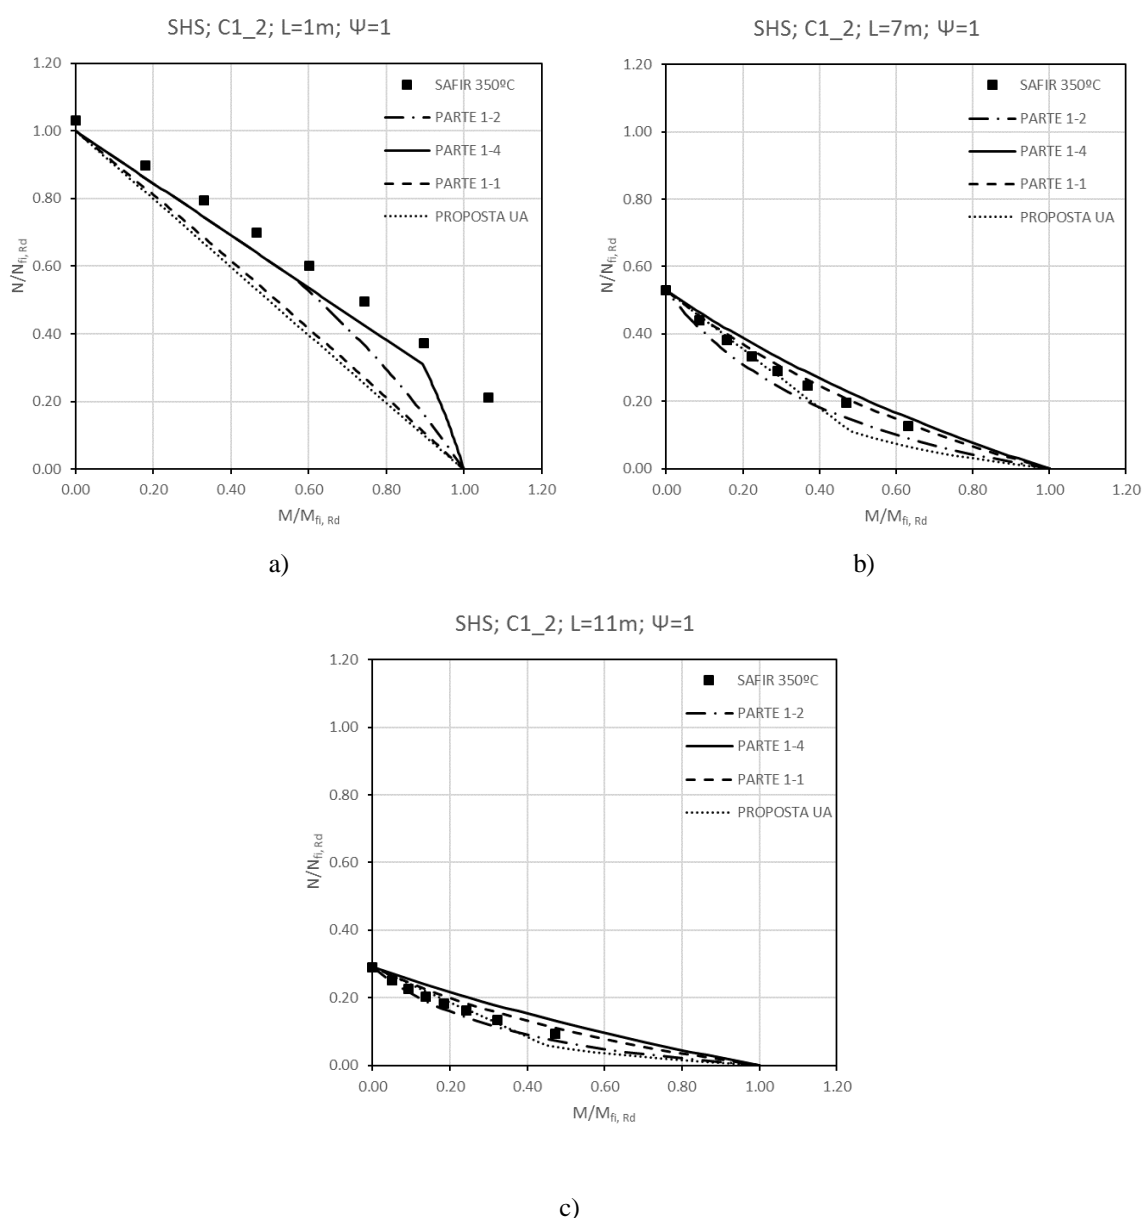 SHS; C1_2; L=1m; Ψ=1
1.20
1.00
0.80
0.60
0.40
0.20
0.00
N/Nfi, Rd
SAFIR 350ºC
PARTE 1-2
PARTE 1-4
PARTE 1-1
PROPOSTA UA
0.00 0.20 0.40 0.60 0.80 1.00 1.20
M/Mfi, Rd
a)
SHS; C1_2; L=7m; Ψ=1
1.20
1.00
0.80
0.60
0.40
0.20
0.00
N/Nfi, Rd
SAFIR 350ºC
PARTE 1-2
PARTE 1-4
PARTE 1-1
PROPOSTA UA
0.00 0.20 0.40 0.60 0.80 1.00 1.20
M/Mfi, Rd
b)
SHS; C1_2; L=11m; Ψ=1
1.20
1.00
0.80
0.60
0.40
0.20
0.00
N/Nfi, Rd
SAFIR 350ºC
PARTE 1-2
PARTE 1-4
PARTE 1-1
PROPOSTA UA
0.00 0.20 0.40 0.60 0.80 1.00 1.20
M/Mfi, Rd
c)